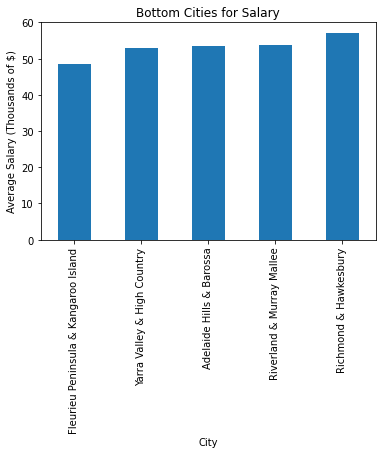 Bottom Cities for Salary
Average Salary (Thousands of $)
60
50
40
30
20
10
0
Fleurieu Peninsula & Kangaroo Island
Yarra Valley & High Country
Adelaide Hills & Barossa
Riverland & Murray Mallee
Richmond & Hawkesbury
City